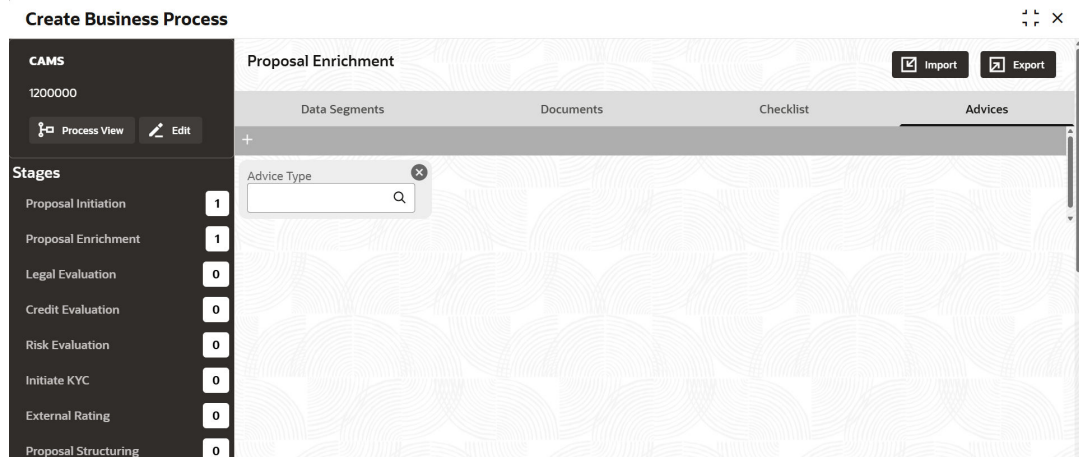 Create Business Process
CAMS
1200000
Process View
Edit
Stages
Proposal Initiation 1
Proposal Enrichment 1
Legal Evaluation 0
Credit Evaluation 0
Risk Evaluation 0
Initiate KYC 0
External Rating 0
Proposal Structuring 0
Proposal Enrichment
Import
Export
Data Segments
Documents
Checklist
Advices
Advice Type